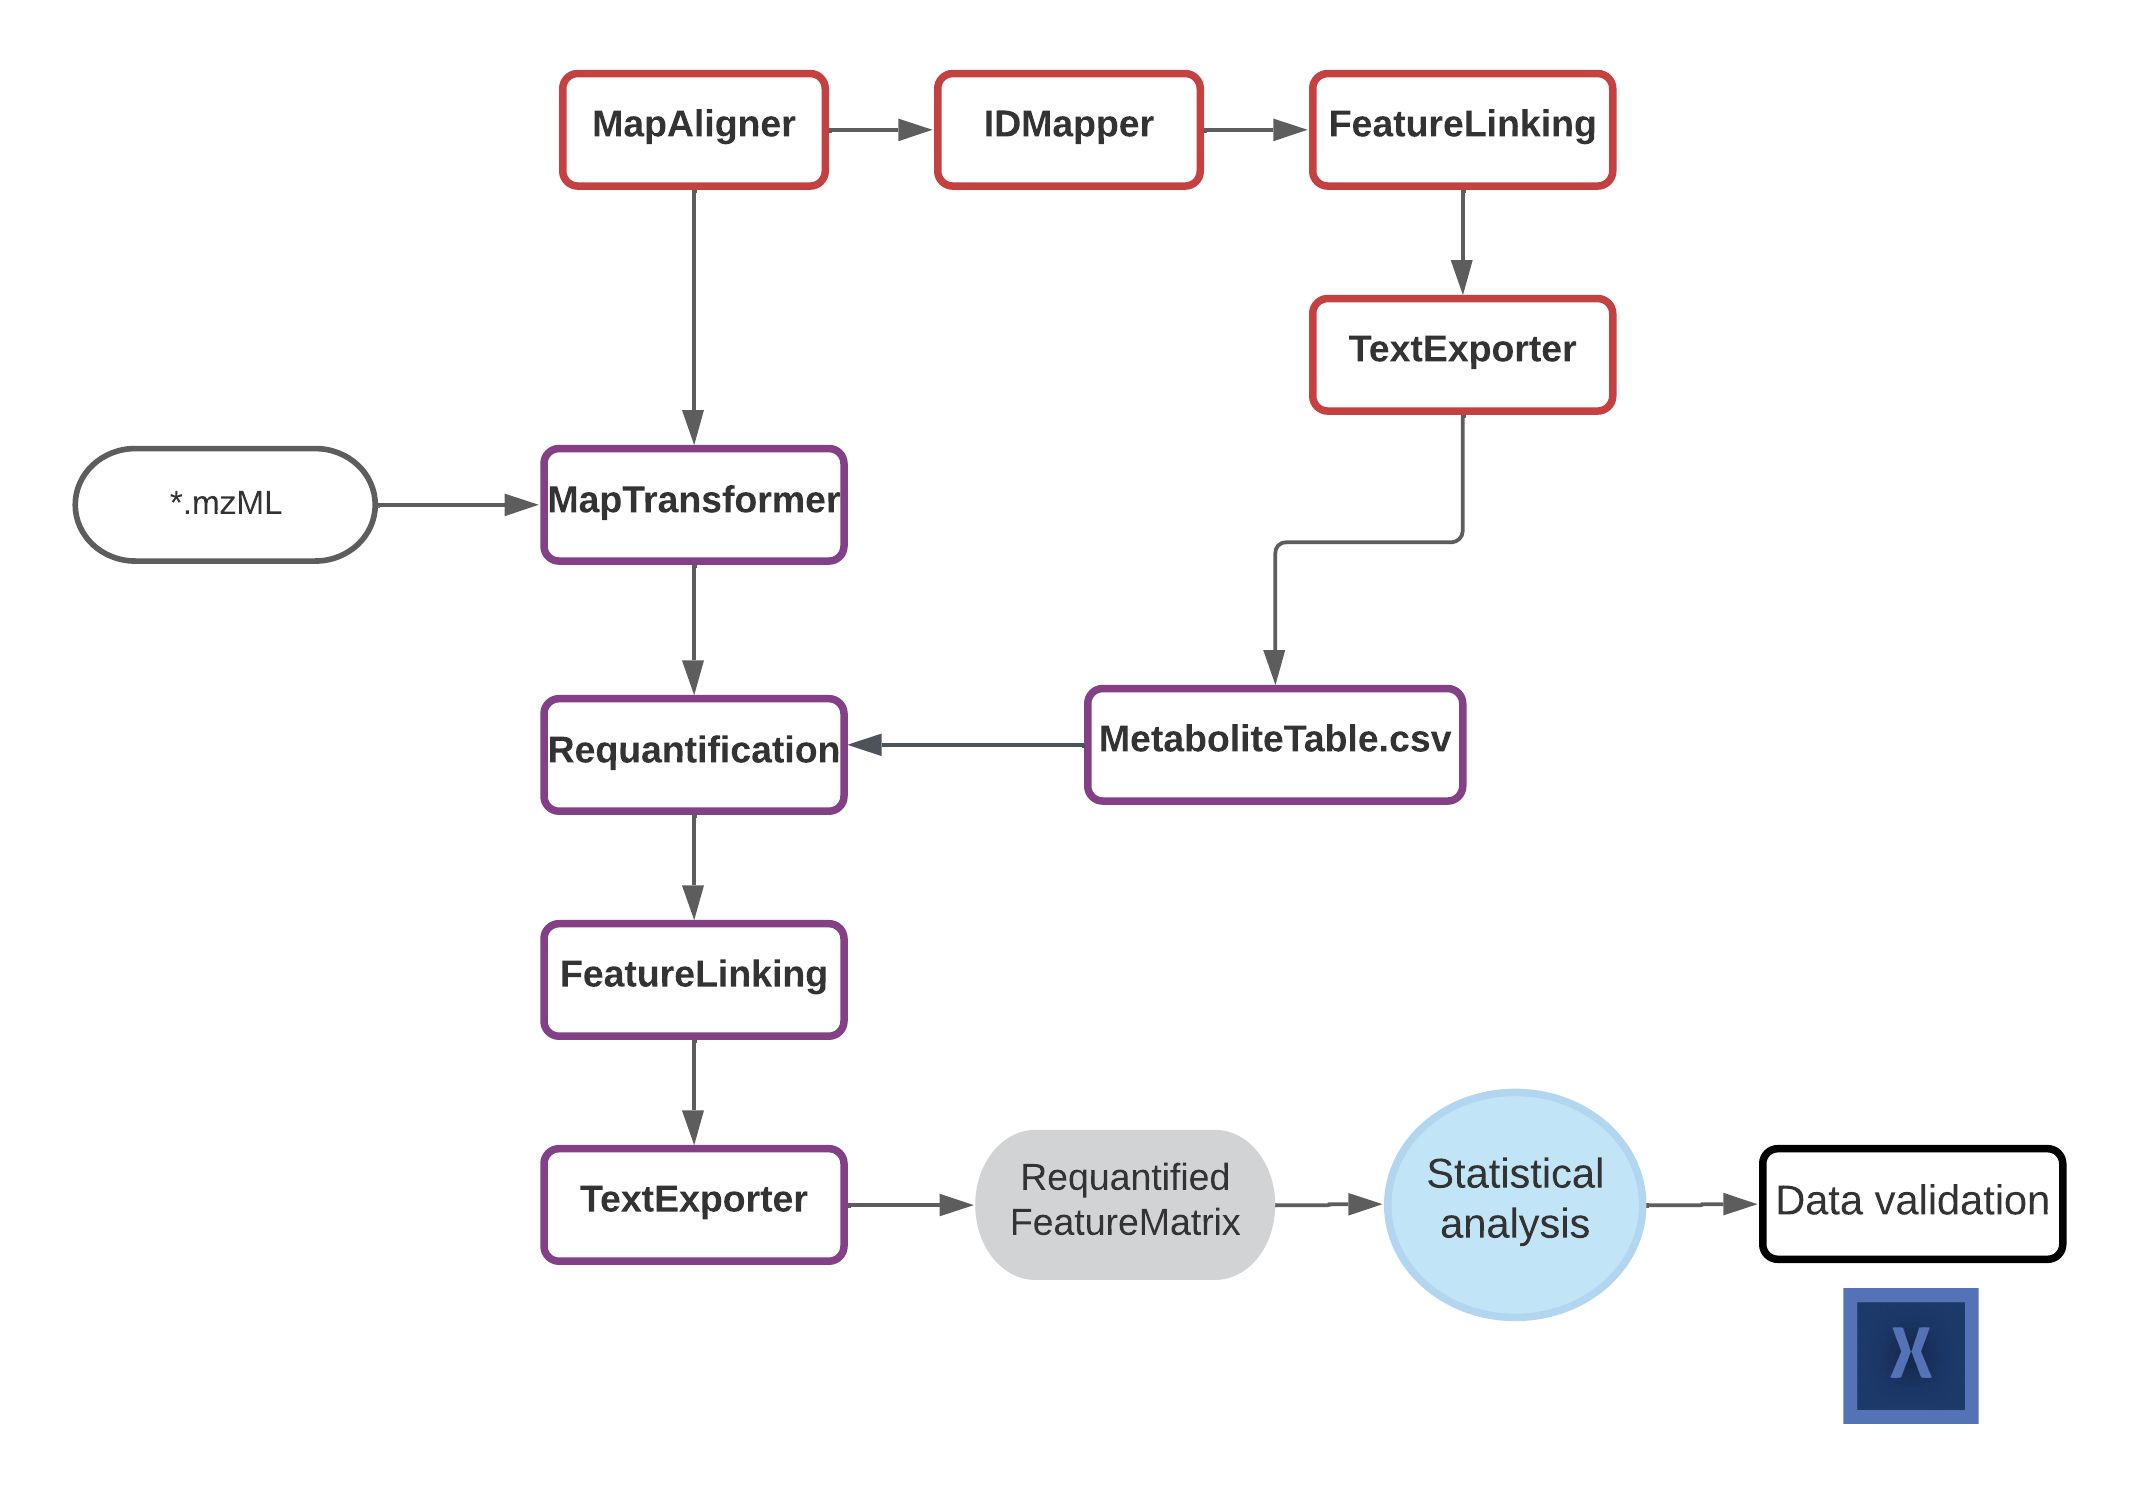 MapAligner
IDMapper
FeatureLinking
TextExporter
*.mzML
MapTransformer
Requantification
MetaboliteTable.csv
FeatureLinking
TextExporter
Requantified
FeatureMatrix
Statistical
analysis
Data validation
X